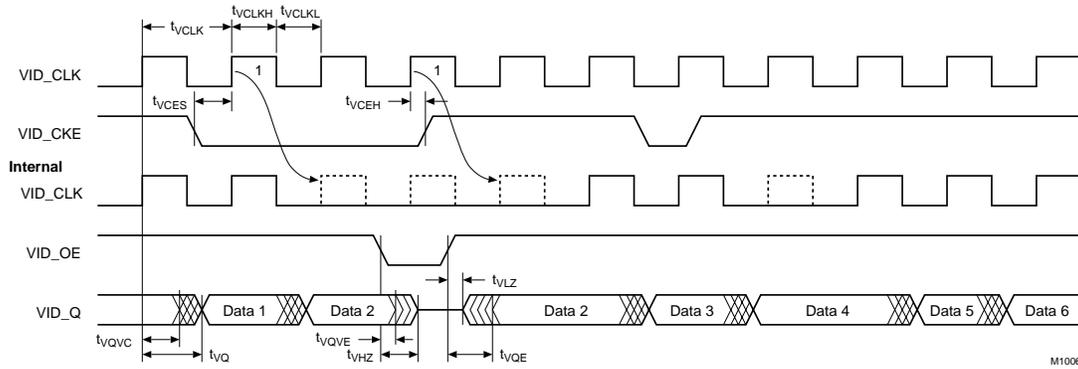 tVCLK tVCLKH tVCLKL
VID_CLK 1 1
tVCES tVCEH
VID_CKE
Internal
VID_CLK
VID_OE
tVLZ
VID_Q Data 1 Data 2 Data 2 Data 3 Data 4 Data 5 Data 6
tVQVC tVQ tVQVE tVHZ tVQE
M1006